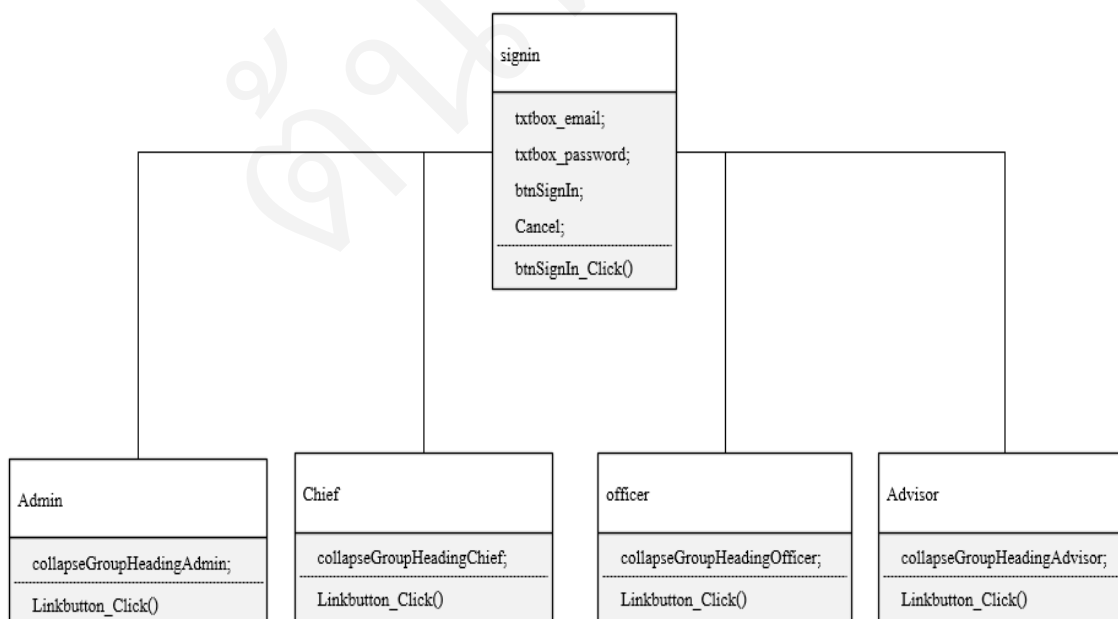 signin
txtbox_email;
txtbox_password;
btnSignIn;
Cancel;
btnSignIn_Click()
Admin
collapseGroupHeadingAdmin;
Linkbutton_Click()
Chief
collapseGroupHeadingChief;
Linkbutton_Click()
officer
collapseGroupHeadingOfficer;
Linkbutton_Click()
Advisor
collapseGroupHeadingAdvisor;
Linkbutton_Click()